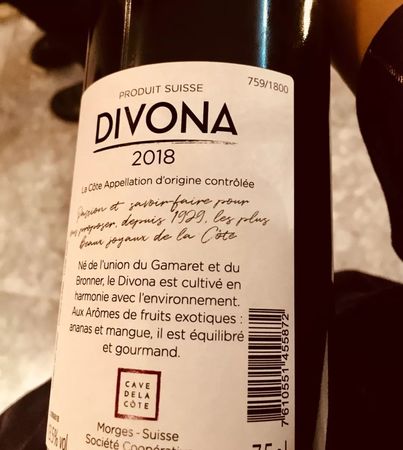 PRODUIT SUISSE
759/1800
DIVONA
2018
La Côte Appellation d'origine contrôlée
Passion et savoir-faire pour
vous proposer, depuis 1929, les plus
beaux joyaux de la Côte
Né de l'union du Gamaret et du
Bronner, le Divona est cultivé en
harmonie avec l'environnement.
Aux Arômes de fruits exotiques :
ananas et mangue, il est équilibré
et gourmand.
CAVE
DE LA
CÔTE
7610551455872
Morges - Suisse
Société
75 cl
% vol